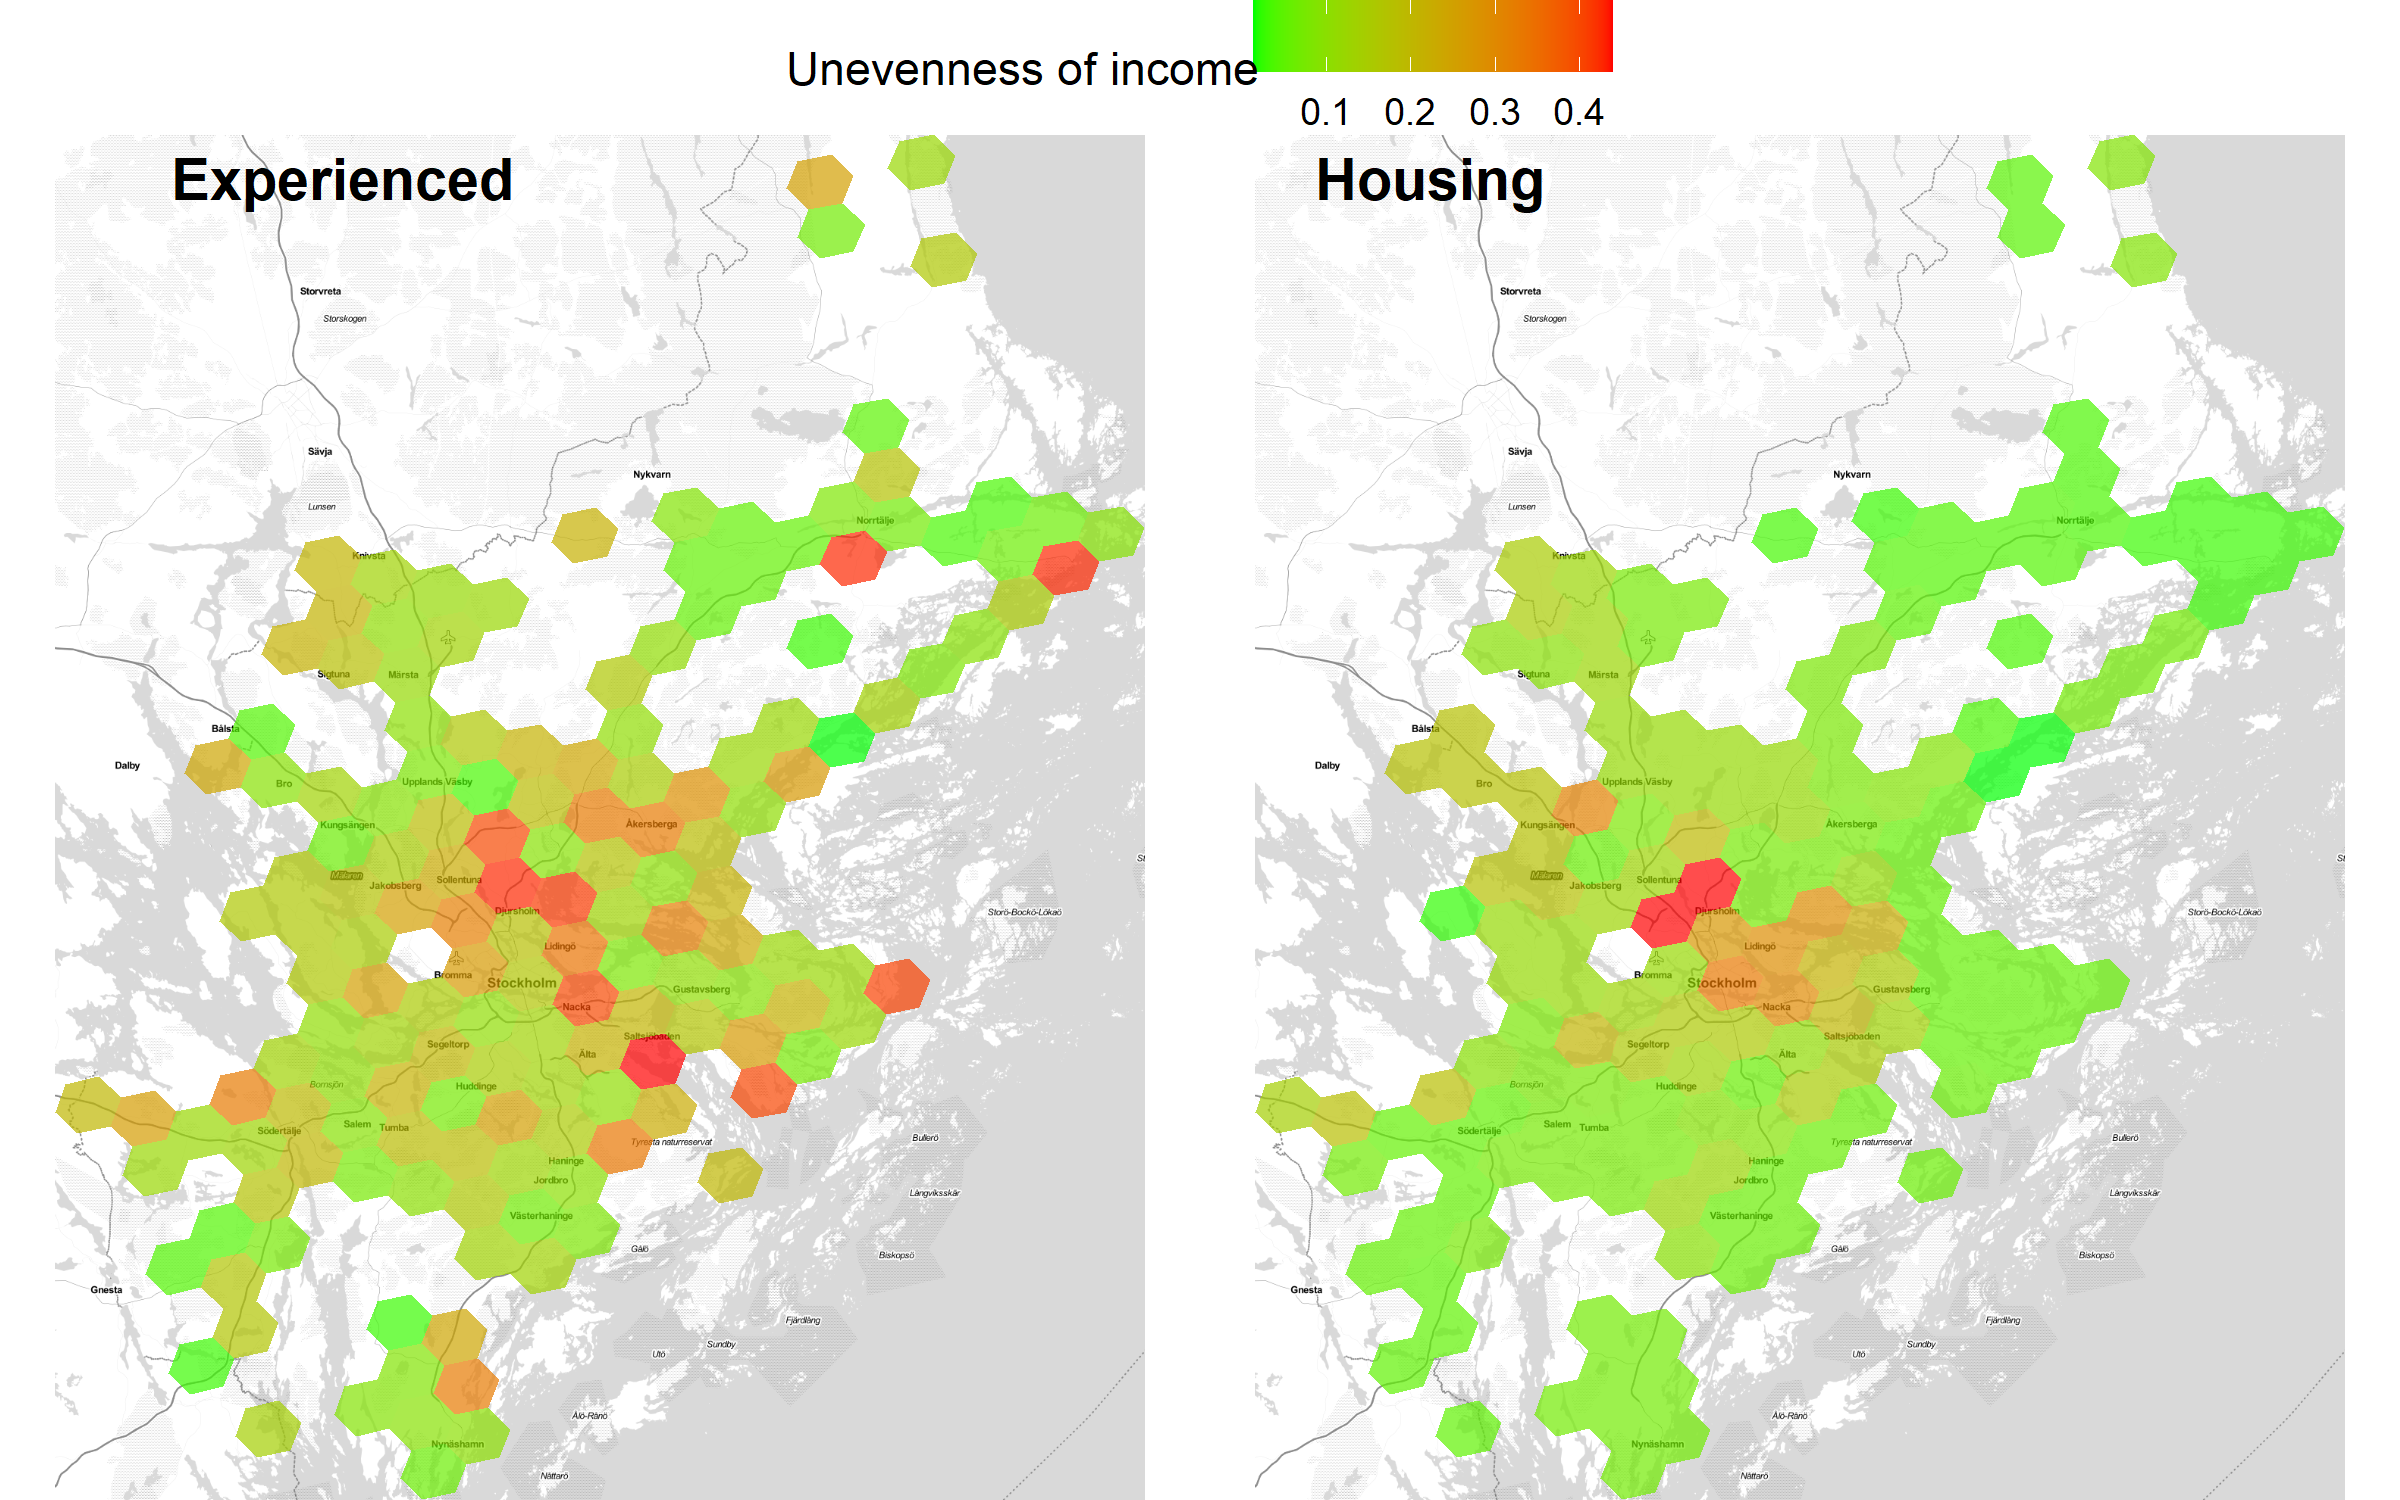 Unevenness of income
0.1 0.2 0.3 0.4
Experienced
Storvreta
Storskogen
Sävja
Nykvarn
Lunsen
Norrtälje
Knivsta
Sigtuna
Märsta
Bålsta
Dalby
Bro
Upplands Väsby
Kungsängen
Åkersberga
Mälaren
Jakobsberg
Sollentuna
Djursholm
Storö-Bockö-Lökaö
Lidingö
Bromma
Stockholm
Gustavsberg
Nacka
Saltsjöbaden
Segeltorp
Älta
Bornsjön
Huddinge
Södertälje
Salem
Tumba
Tyresta naturreservat
Bullerö
Haninge
Jordbro
Långviksskär
Västerhaninge
Gålö
Biskopsö
Gnesta
Fjärdlång
Sundby
Utö
Ålö-Rånö
Nynäshamn
Nåttarö
St
Housing
Storvreta
Storskogen
Sävja
Nykvarn
Lunsen
Norrtälje
Knivsta
Sigtuna
Märsta
Bålsta
Dalby
Bro
Upplands Väsby
Kungsängen
Åkersberga
Mälaren
Jakobsberg
Sollentuna
Djursholm
Storö-Bockö-Lökaö
Lidingö
Bromma
Stockholm
Gustavsberg
Nacka
Saltsjöbaden
Segeltorp
Älta
Bornsjön
Huddinge
Södertälje
Salem
Tumba
Tyresta naturreservat
Bullerö
Haninge
Jordbro
Långviksskär
Västerhaninge
Gålö
Biskopsö
Gnesta
Fjärdlång
Sundby
Utö
Ålö-Rånö
Nynäshamn
Nåttarö
St